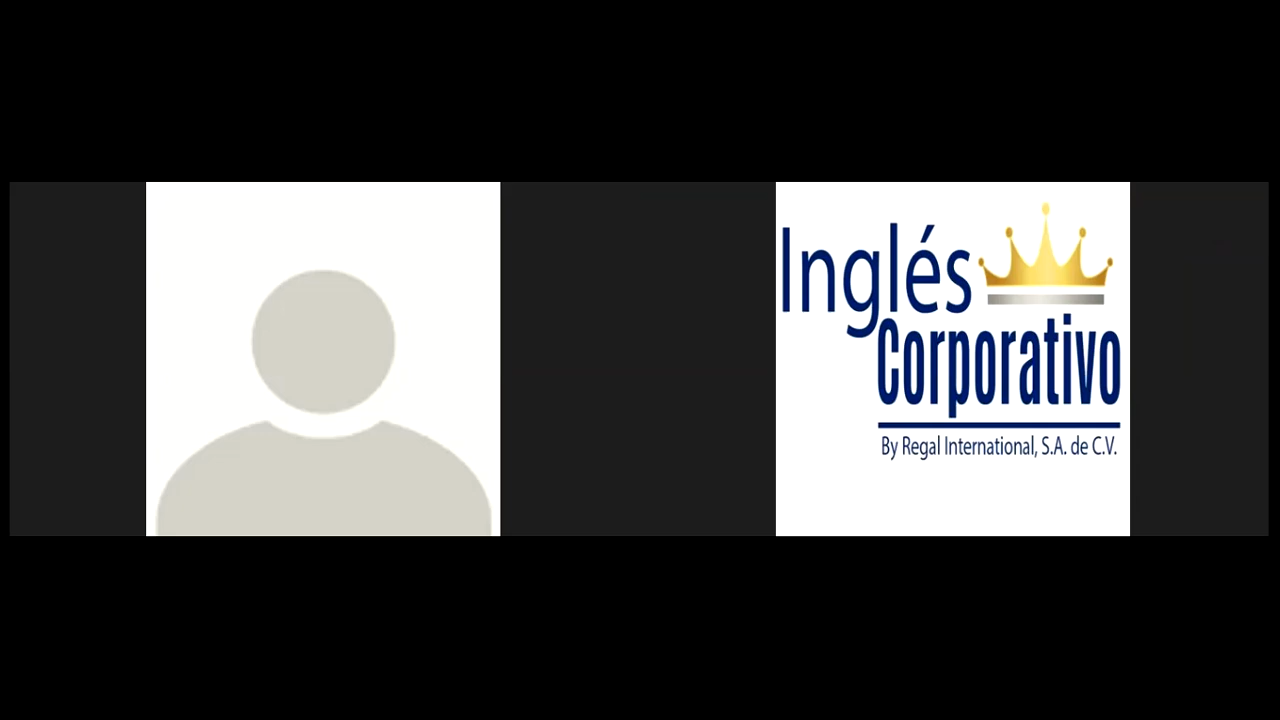 Inglés
Corporativo
By Regal International, S.A. de C.V.